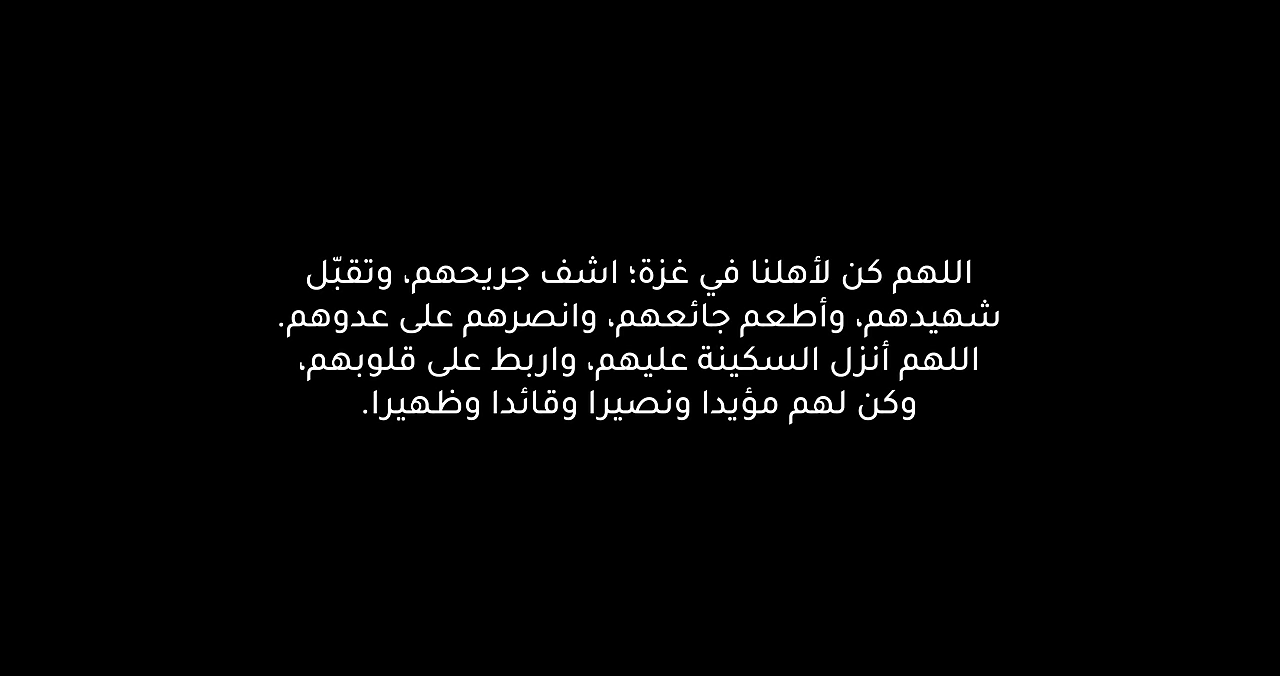 اللهم كن لأهلنا في غزة؛ اشف جريحهم، وتقبّل
شهيدهم، وأطعم جائعهم، وانصرهم على عدوهم.
اللهم أنزل السكينة عليهم، واربط على قلوبهم،
وكن لهم مؤيدا ونصيرا وقائدا وظهيرا.